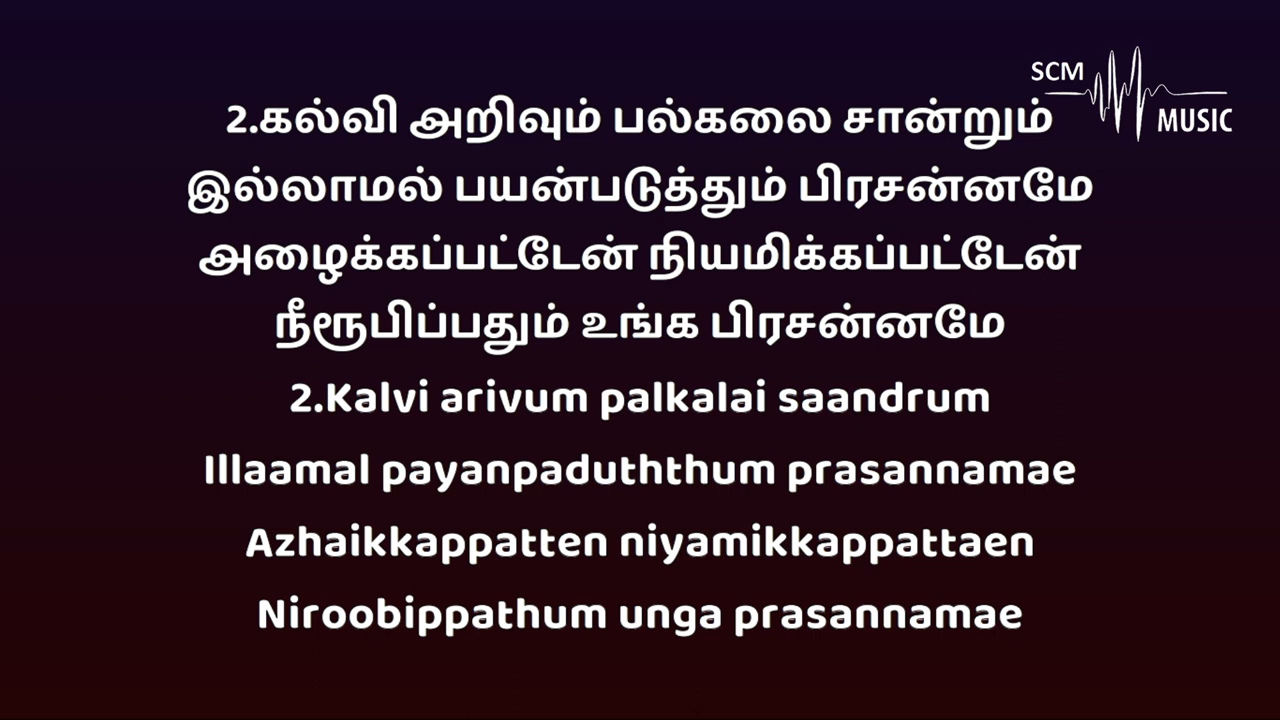 SCM
MUSIC
2.கல்வி அறிவும் பல்கலை சான்றும்
இல்லாமல் பயன்படுத்தும் பிரசன்னமே
அழைக்கப்பட்டேன் நியமிக்கப்பட்டேன்
நீரூபிப்பதும் உங்க பிரசன்னமே
2.Kalvi arivum palkalai saandrum
Illaamal payanpaduththum prasannamae
Azhaikkappatten niyamikkappattaen
Niroobippathum unga prasannamae